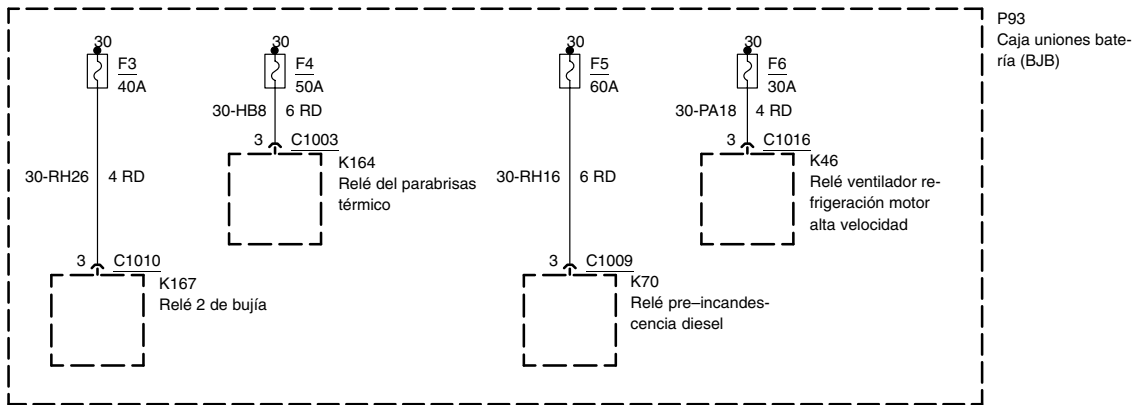 P93
Caja uniones bate-
ría (BJB)
30
F3
40A
30-RH26 4 RD
3 C1010
K167
Relé 2 de bujía
30
F4
50A
30-HB8 6 RD
3 C1003
K164
Relé del parabrisas
térmico
30
F5
60A
30-RH16 6 RD
3 C1009
K70
Relé pre–incandes-
cencia diesel
30
F6
30A
30-PA18 4 RD
3 C1016
K46
Relé ventilador re-
frigeración motor
alta velocidad